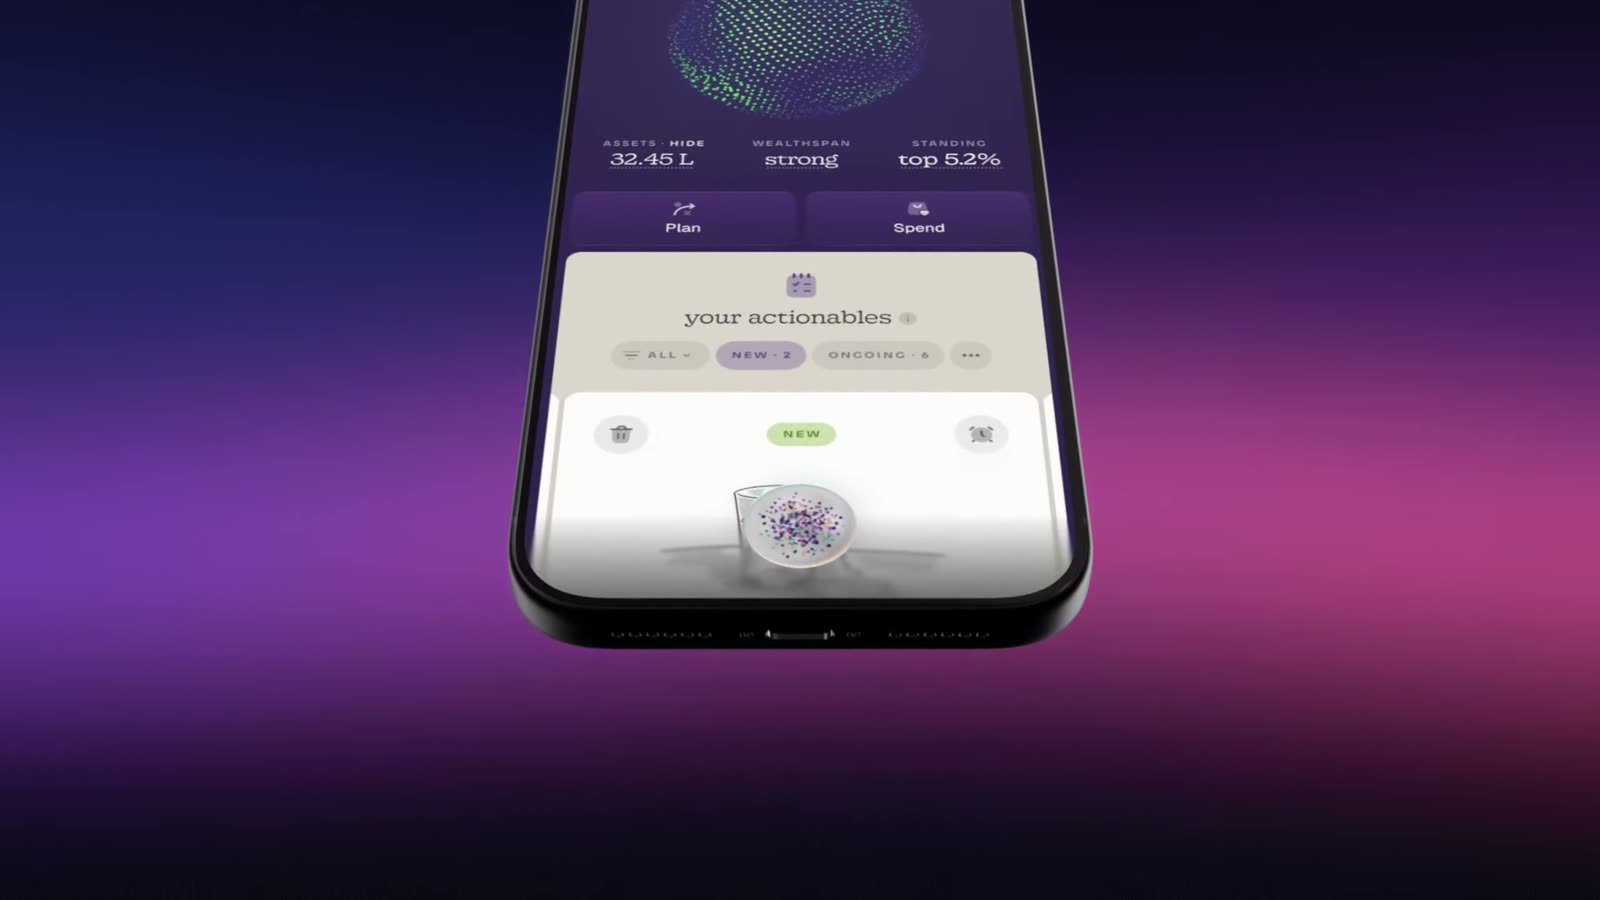 ASSETS · HIDE WEALTHSPAN STANDING
32.45 L strong top 5.2%
Plan Spend
your actionables
ALL NEW · 2 ONGOING · 6
NEW